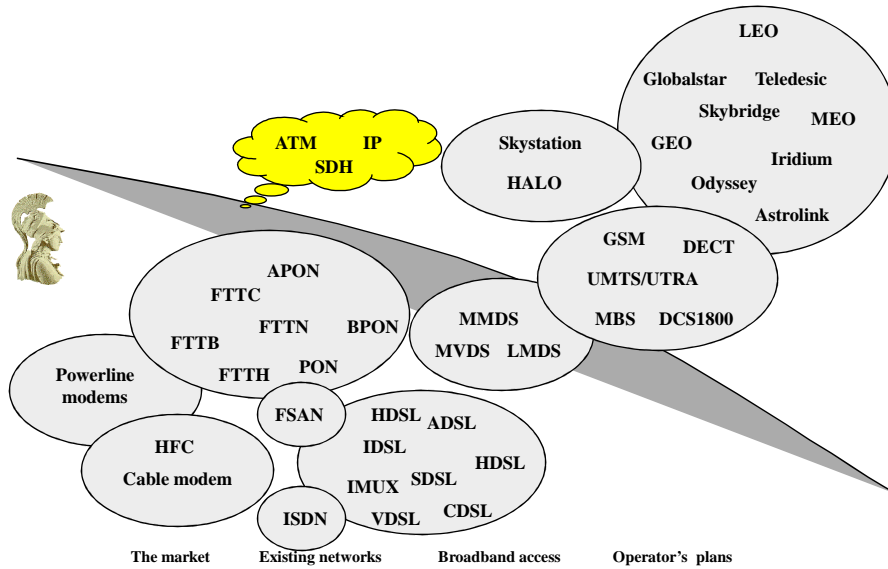 LEO
Globalstar Teledesic
Skybridge
MEO
GEO
Iridium
Odyssey
Astrolink
Skystation
HALO
ATM IP
SDH
GSM DECT
UMTS/UTRA
MBS DCS1800
MMDS
MVDS LMDS
APON
FTTC
FTTN BPON
FTTB
FTTH PON
Powerline
modems
FSAN
HFC
Cable modem
HDSL ADSL
IDSL
HDSL
IMUX SDSL
VDSL CDSL
ISDN
The market Existing networks Broadband access Operator's plans